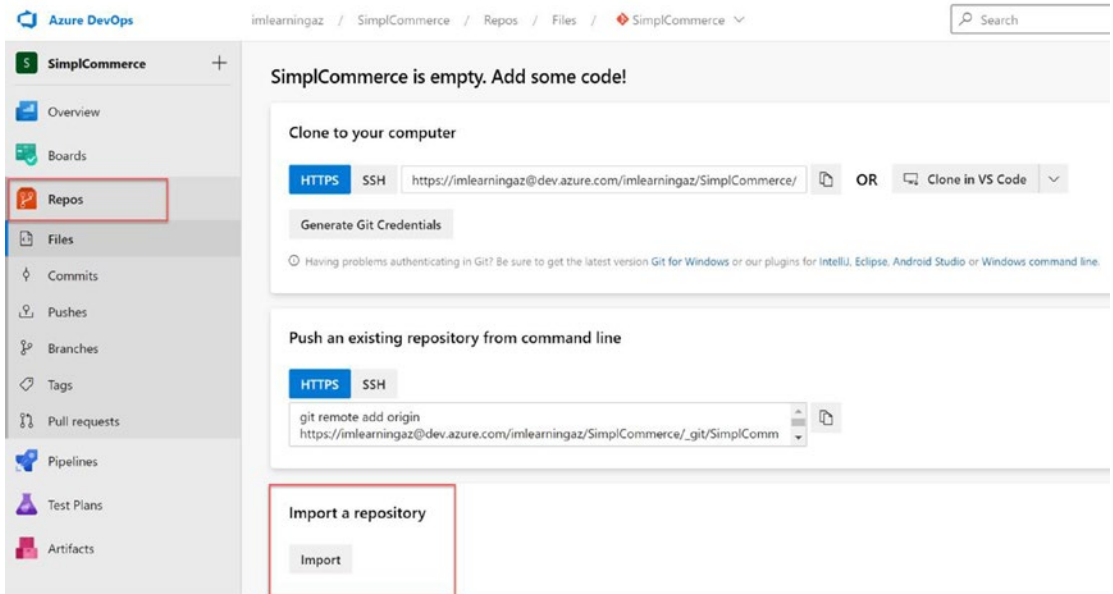 Azure DevOps
imlearningaz / SimplCommerce / Repos / Files / SimplCommerce
Search
S SimplCommerce
Overview
Boards
Repos
Files
Commits
Pushes
Branches
Tags
Pull requests
Pipelines
Test Plans
Artifacts
SimplCommerce is empty. Add some code!
Clone to your computer
HTTPS SSH https://imlearningaz@dev.azure.com/imlearningaz/SimplCommerce/ OR Clone in VS Code
Generate Git Credentials
Having problems authenticating in Git? Be sure to get the latest version Git for Windows or our plugins for IntelliJ, Eclipse, Android Studio or Windows command line.
Push an existing repository from command line
HTTPS SSH
git remote add origin
https://imlearningaz@dev.azure.com/imlearningaz/SimplCommerce/_git/SimplComm
Import a repository
Import